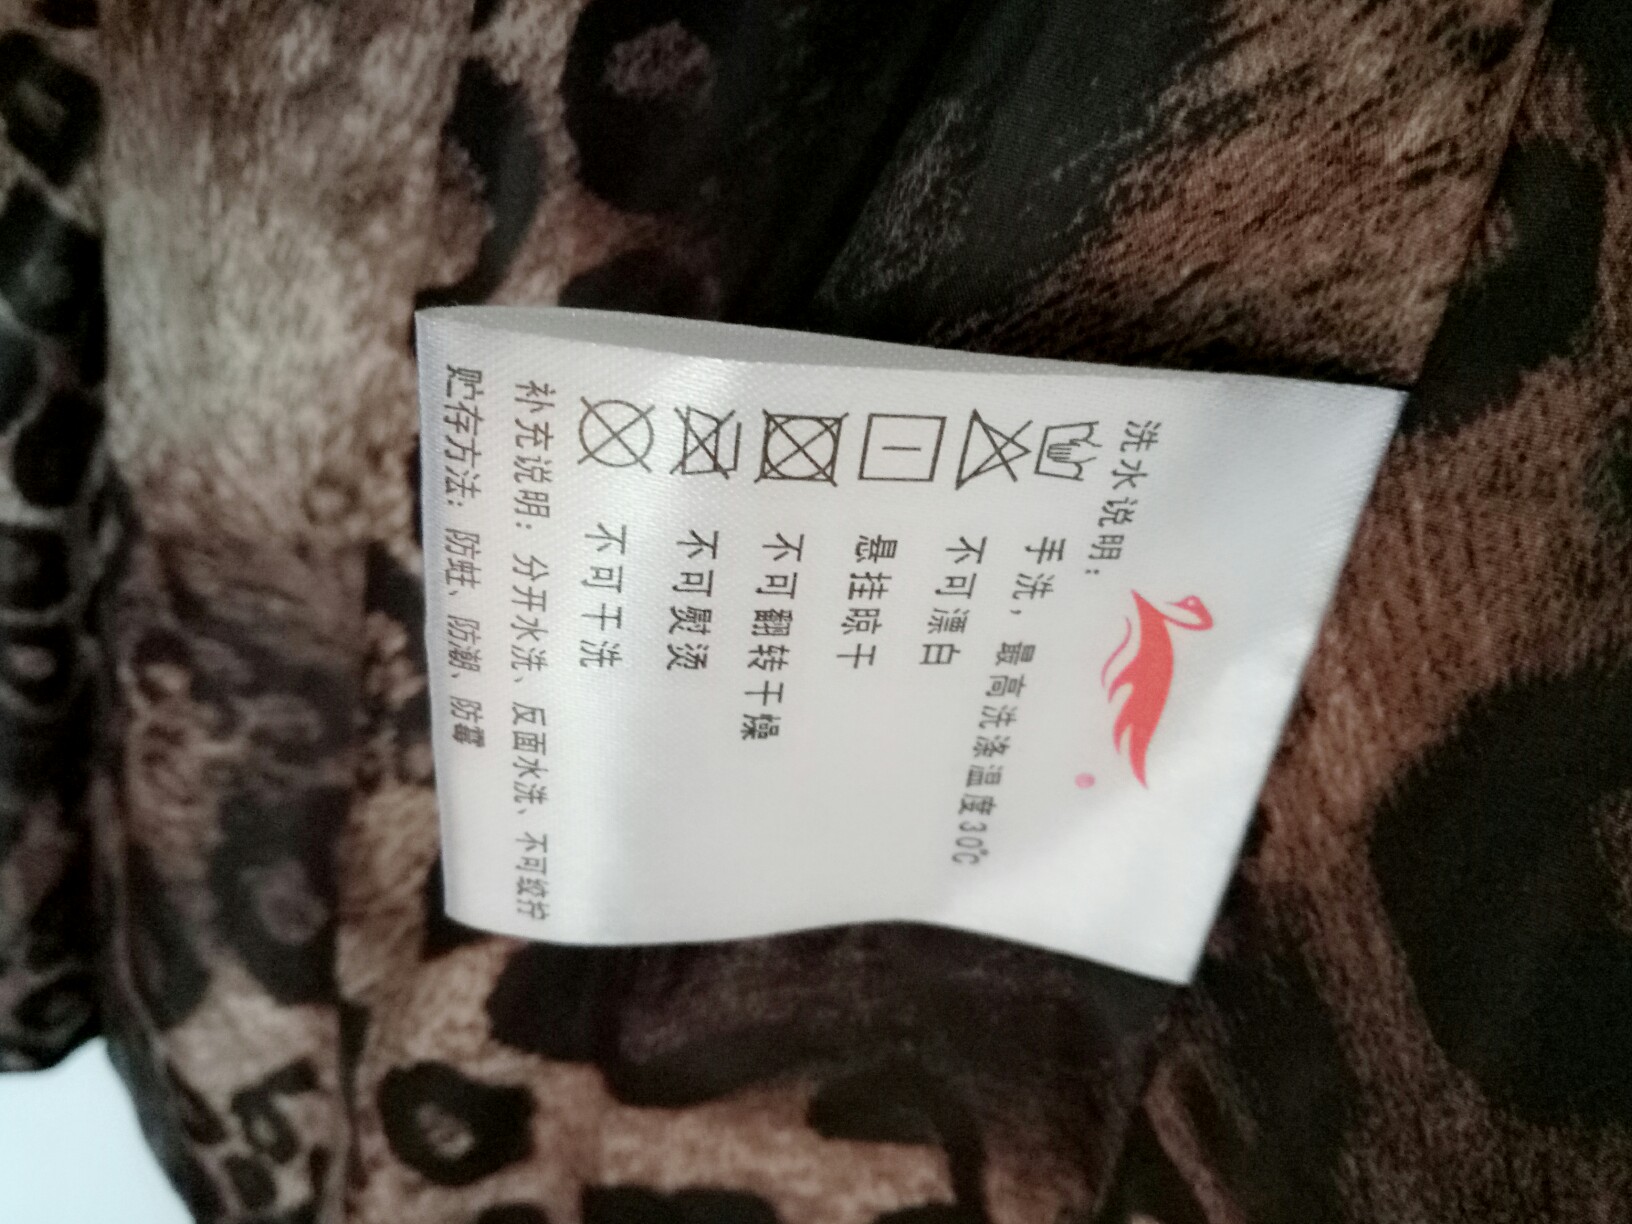 洗水说明：
手洗，最高洗涤温度30℃
不可漂白
悬挂晾干
不可翻转干燥
不可熨烫
不可干洗
补充说明：分开水洗、反面水洗、不可绞拧
贮存方法：防蛀、防潮、防霉
®